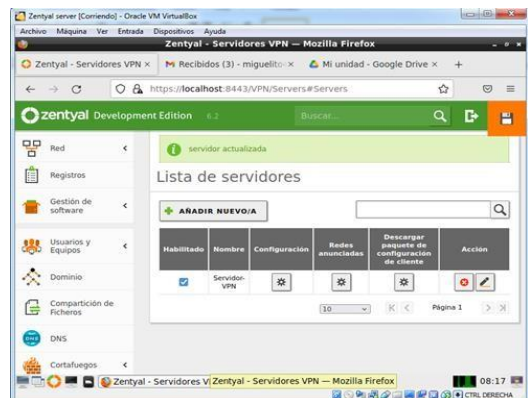 Zentyal server [Corriendo] - Oracle VM VirtualBox
Archivo Máquina Ver Entrada Dispositivos Ayuda
Zentyal - Servidores VPN — Mozilla Firefox
Zentyal - Servidores VPN ×
Recibidos (3) - miguelito ×
Mi unidad - Google Drive ×
https://localhost:8443/VPN/Servers#Servers
zentyal Development Edition 6.2
Buscar...
Red
Registros
Gestión de
software
Usuarios y
Equipos
Dominio
Compartición de
Ficheros
DNS
Cortafuegos
servidor actualizada
Lista de servidores
+ AÑADIR NUEVO/A
Habilitado Nombre Configuración Redes anunciadas Descargar paquete de configuración de cliente Acción
Servidor-
VPN
10
Página 1
Zentyal - Servidores V
Zentyal - Servidores VPN — Mozilla Firefox
08:17
CTRL DERECHA